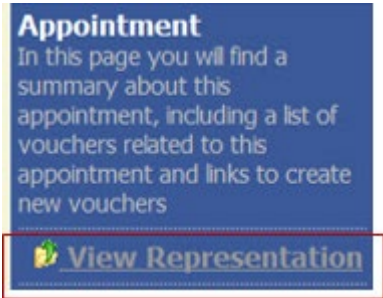 Appointment
In this page you will find a
summary about this
appointment, including a list of
vouchers related to this
appointment and links to create
new vouchers
View Representation